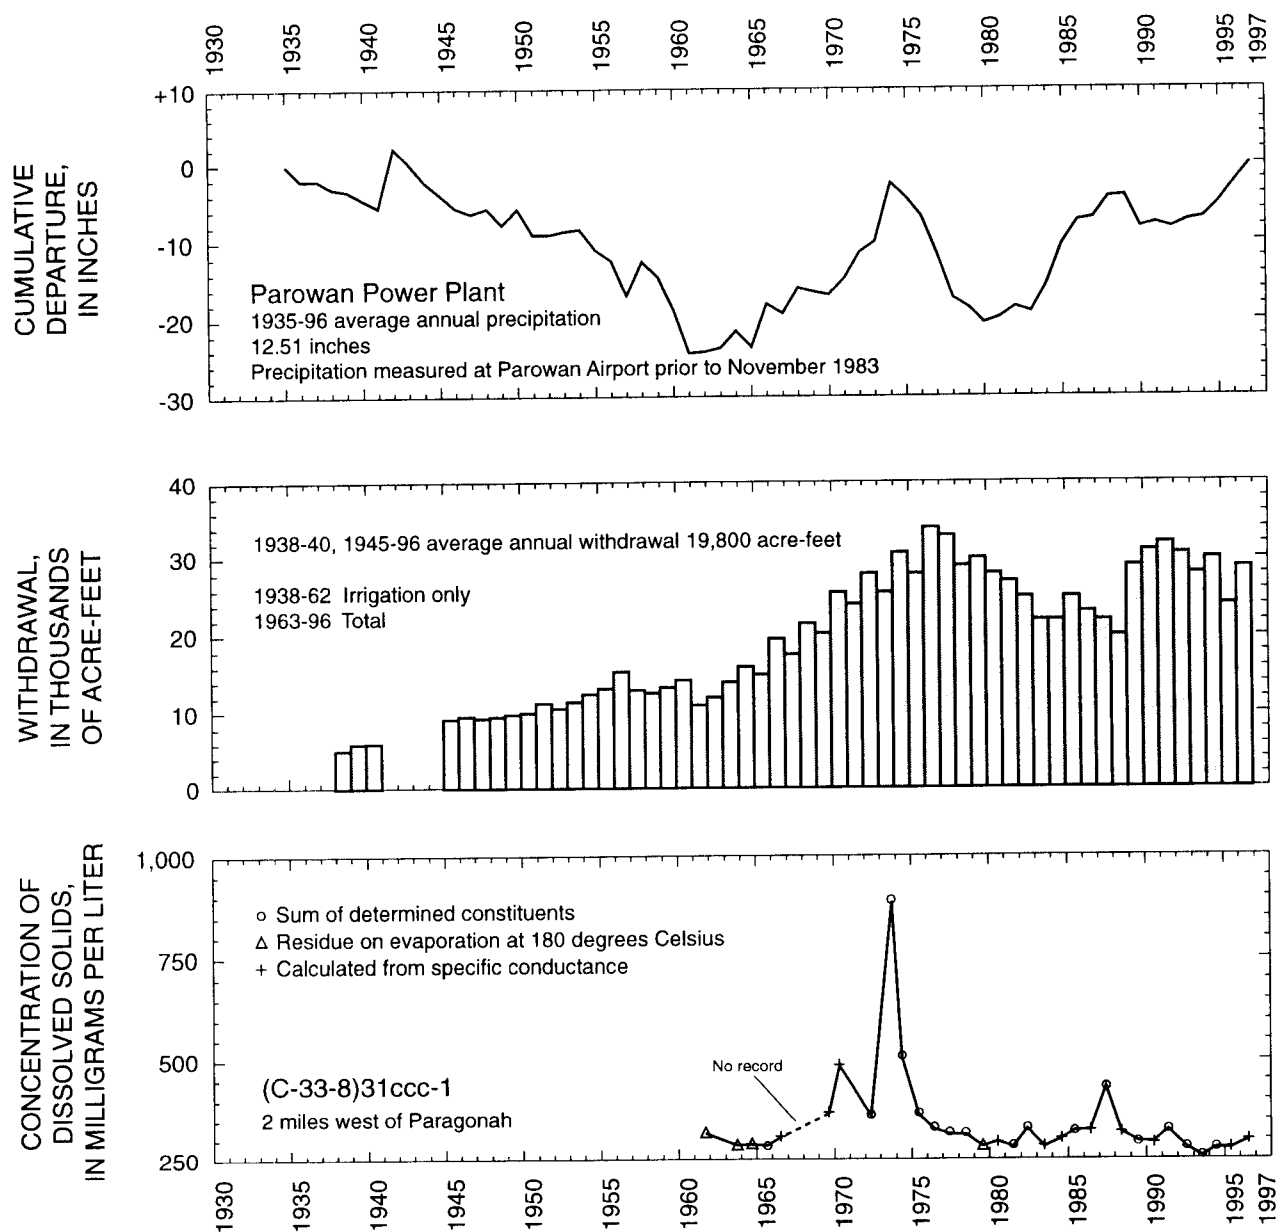 1930 1935 1940 1945 1950 1955 1960 1965 1970 1975 1980 1985 1990 1995 1997
CUMULATIVE
DEPARTURE,
IN INCHES
+10
0
-10
-20
-30
Parowan Power Plant
1935-96 average annual precipitation
12.51 inches
Precipitation measured at Parowan Airport prior to November 1983
WITHDRAWAL,
IN THOUSANDS
OF ACRE-FEET
40
30
20
10
0
1938-40, 1945-96 average annual withdrawal 19,800 acre-feet
1938-62 Irrigation only
1963-96 Total
CONCENTRATION OF
DISSOLVED SOLIDS,
IN MILLIGRAMS PER LITER
1,000
750
500
250
Sum of determined constituents
Residue on evaporation at 180 degrees Celsius
Calculated from specific conductance
No record
(C-33-8)31ccc-1
2 miles west of Paragonah
1930 1935 1940 1945 1950 1955 1960 1965 1970 1975 1980 1985 1990 1995 1997